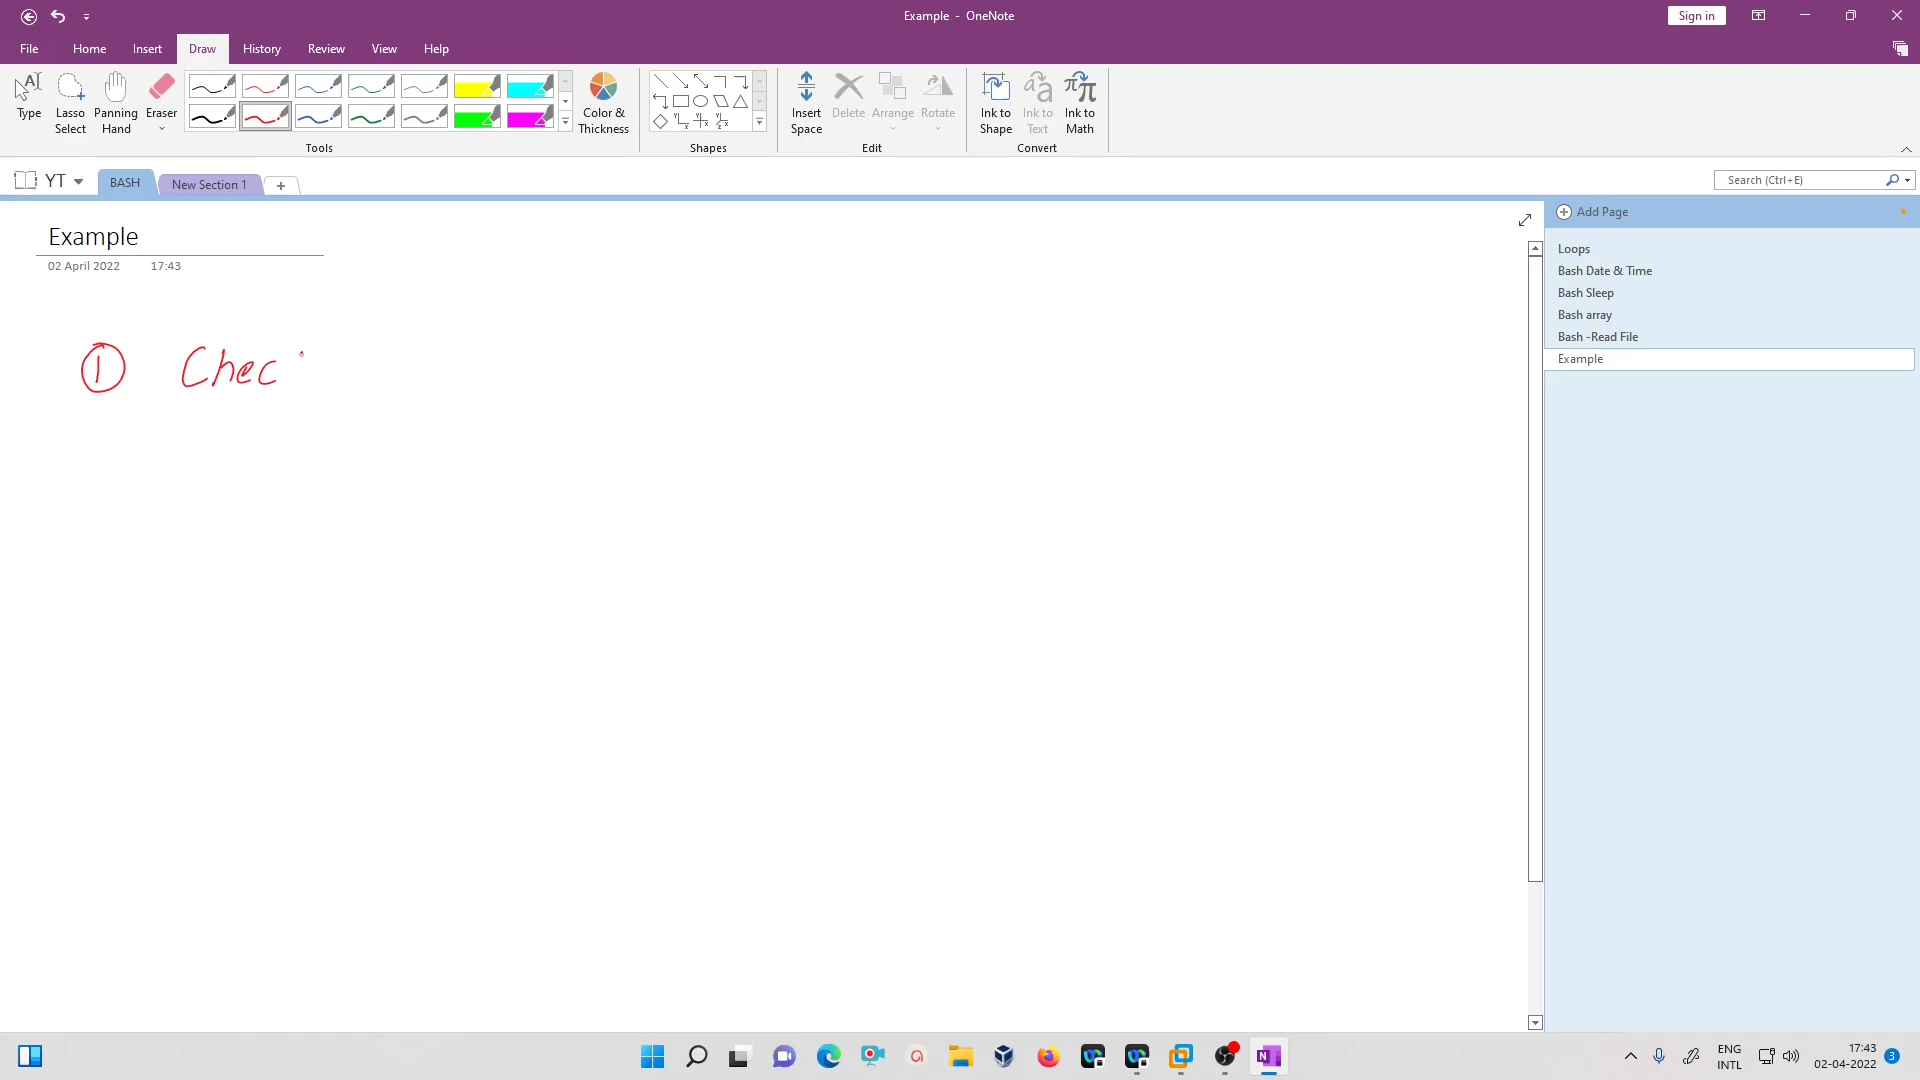 Example - OneNote
Sign in
File Home Insert Draw History Review View Help
Type
Lasso Select
Panning Hand
Eraser
Color & Thickness
Insert Space
Delete
Arrange
Rotate
Ink to Shape
Ink to Text
Ink to Math
Tools
Shapes
Edit
Convert
YT
BASH
New Section 1
Search (Ctrl+E)
Example
02 April 2022 17:43
① Chec
Add Page
Loops
Bash Date & Time
Bash Sleep
Bash array
Bash -Read File
Example
ENG
INTL
17:43
02-04-2022
3